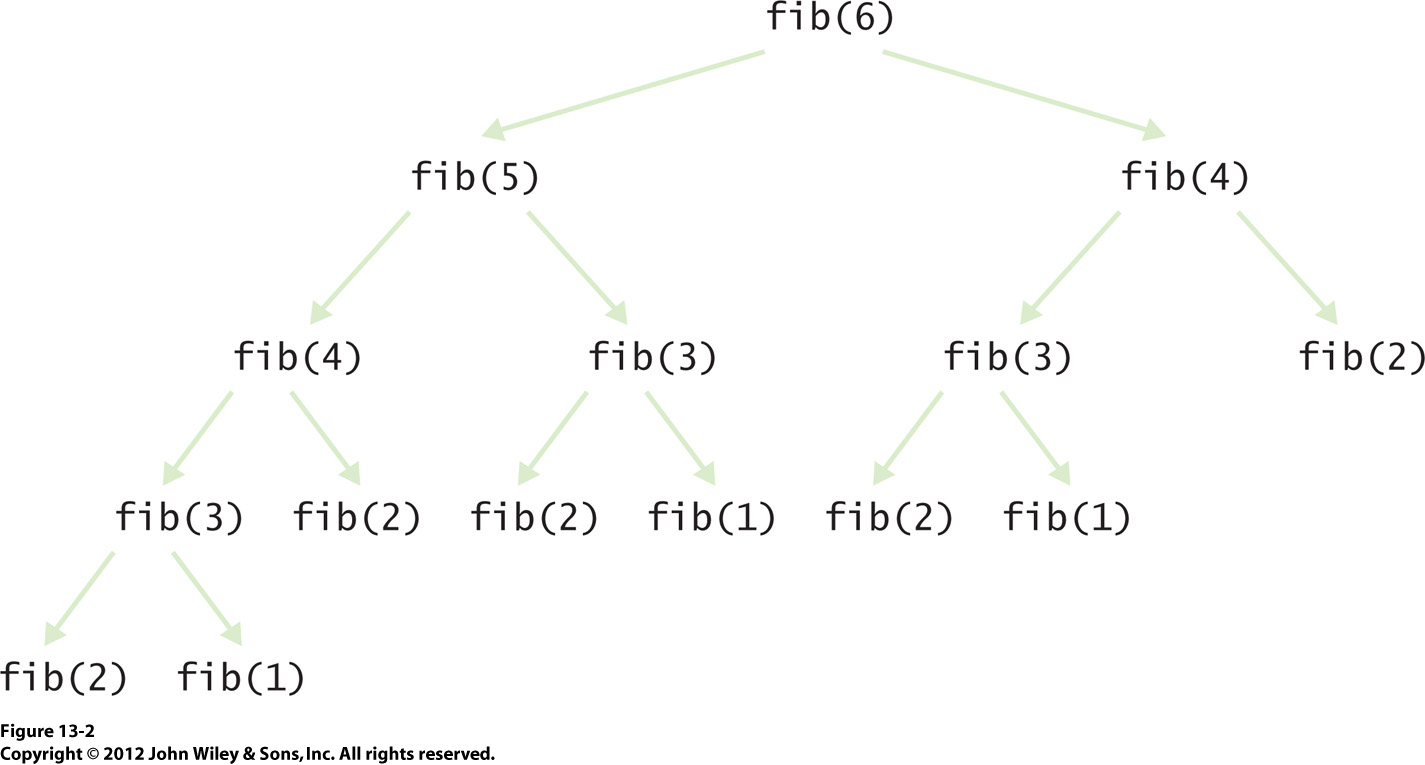 fib(6)
fib(5) fib(4)
fib(4) fib(3) fib(3) fib(2)
fib(3) fib(2) fib(2) fib(1) fib(2) fib(1)
fib(2) fib(1)
Figure 13-2
Copyright © 2012 John Wiley & Sons, Inc. All rights reserved.